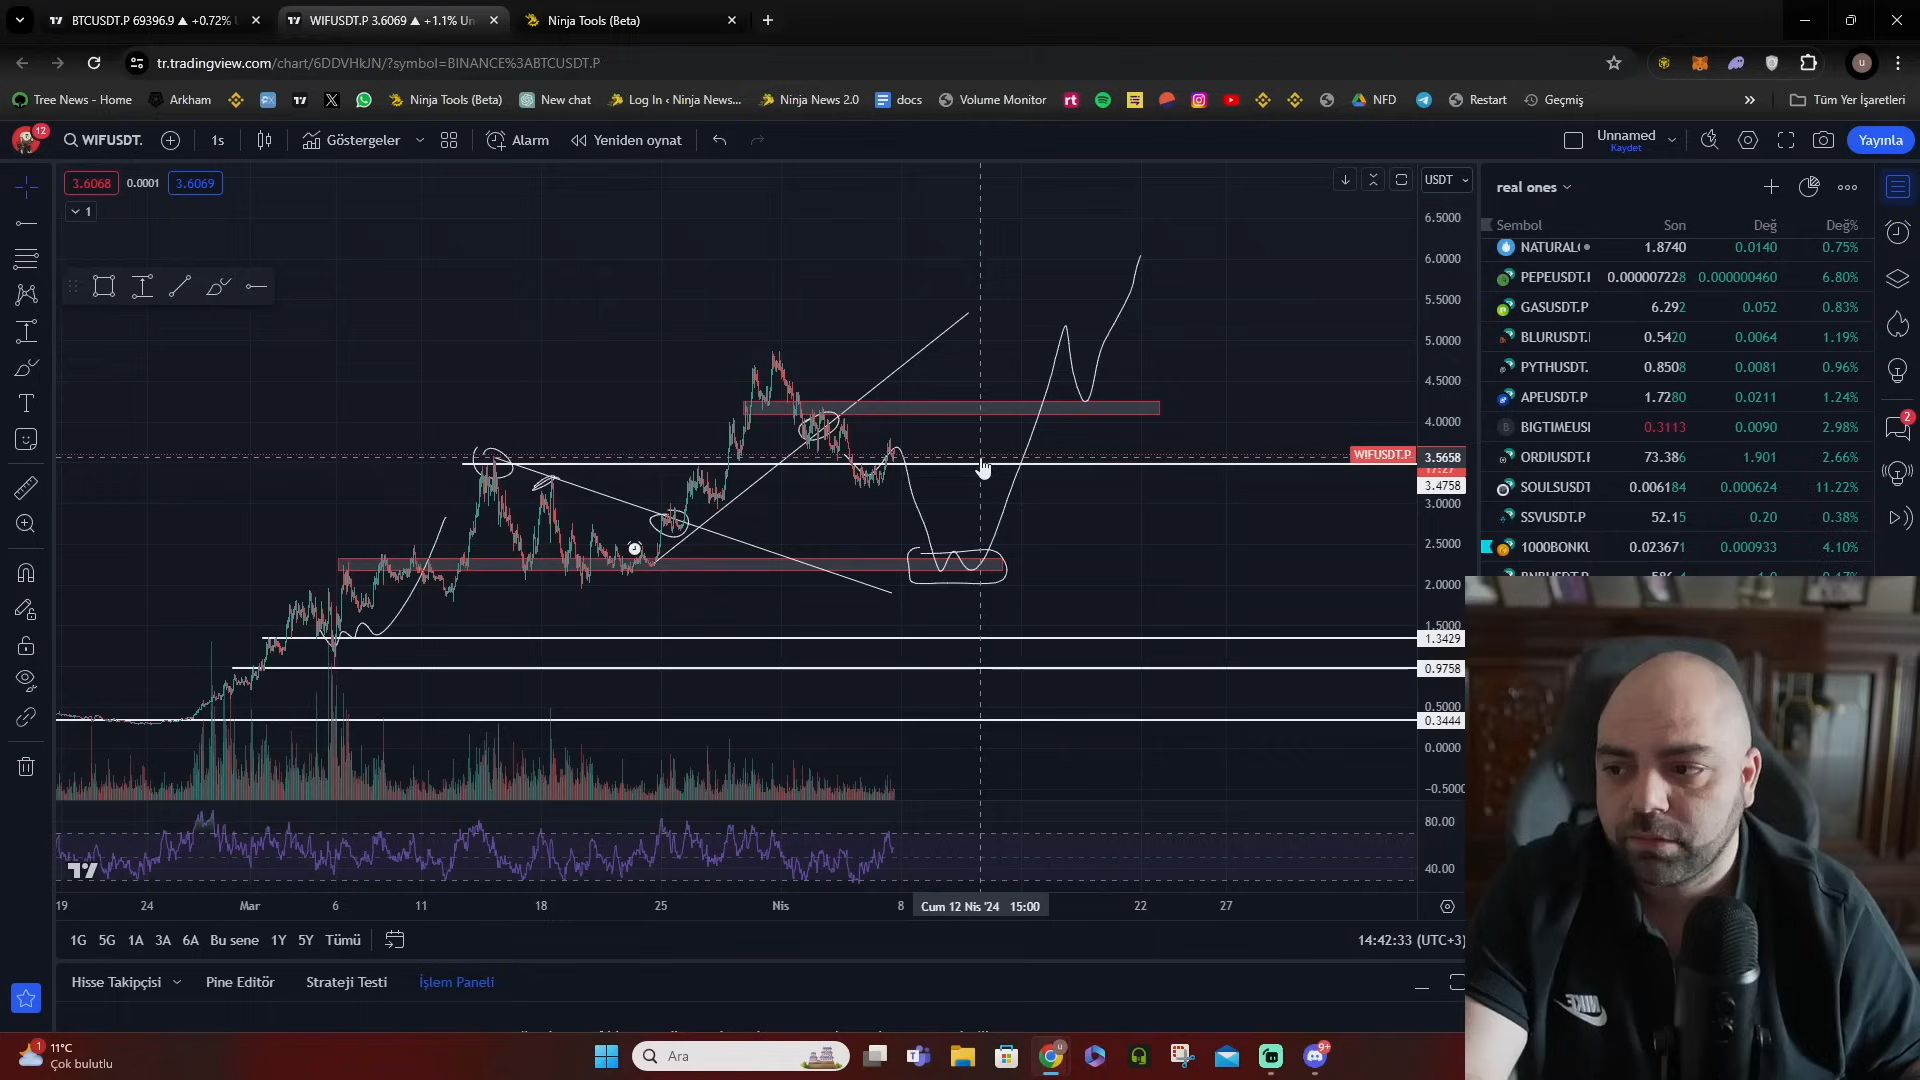 BTCUSDT.P 69396.9 ▲ +0.72%
WIFUSDT.P 3.6069 ▲ +1.1% Un
Ninja Tools (Beta)
tr.tradingview.com/chart/6DDVHkJN/?symbol=BINANCE%3ABTCUSDT.P
Tree News - Home
Arkham
Ninja Tools (Beta)
New chat
Log In ‹ Ninja News...
Ninja News 2.0
docs
Volume Monitor
NFD
Restart
Geçmiş
Tüm Yer İşaretleri
12
WIFUSDT.
1s
Göstergeler
Alarm
Yeniden oynat
Unnamed
Kaydet
Yayınla
3.6068
0.0001
3.6069
1
USDT
real ones
Sembol Son Değ Değ%
NATURAL 1.8740 0.0140 0.75%
PEPEUSDT.I 0.000007228 0.000000460 6.80%
GASUSDT.P 6.292 0.052 0.83%
BLURUSDT.I 0.5420 0.0064 1.19%
PYTHUSDT. 0.8508 0.0081 0.96%
APEUSDT.P 1.7280 0.0211 1.24%
BIGTIMEUSI 0.3113 0.0090 2.98%
ORDIUSDT.F 73.386 1.901 2.66%
SOULSUSDT 0.006184 0.000624 11.22%
SSVUSDT.P 52.15 0.20 0.38%
1000BONKU 0.023671 0.000933 4.10%
2
6.5000
6.0000
5.5000
5.0000
4.5000
4.0000
WIFUSDT.P 3.5658
17:27
3.4758
3.0000
2.5000
2.0000
1.5000
1.3429
0.9758
0.5000
0.3444
0.0000
−0.5000
80.00
40.00
19 24 Mar 6 11 18 25 Nis 8 Cum 12 Nis '24 15:00 22 27
1G 5G 1A 3A 6A Bu sene 1Y 5Y Tümü
14:42:33 (UTC+3)
Hisse Takipçisi
Pine Editör
Strateji Testi
İşlem Paneli
NIKE
1
11°C
Çok bulutlu
Ara
9+